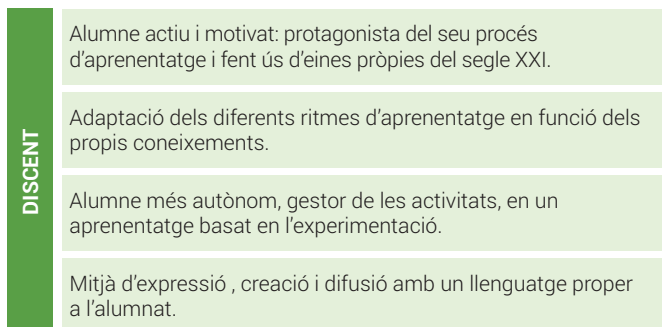 DISCENT
Alumne actiu i motivat: protagonista del seu procés
d’aprenentatge i fent ús d’eines pròpies del segle XXI.
Adaptació dels diferents ritmes d’aprenentatge en funció dels
propis coneixements.
Alumne més autònom, gestor de les activitats, en un
aprenentatge basat en l’experimentació.
Mitjà d’expressió , creació i difusió amb un llenguatge proper
a l’alumnat.